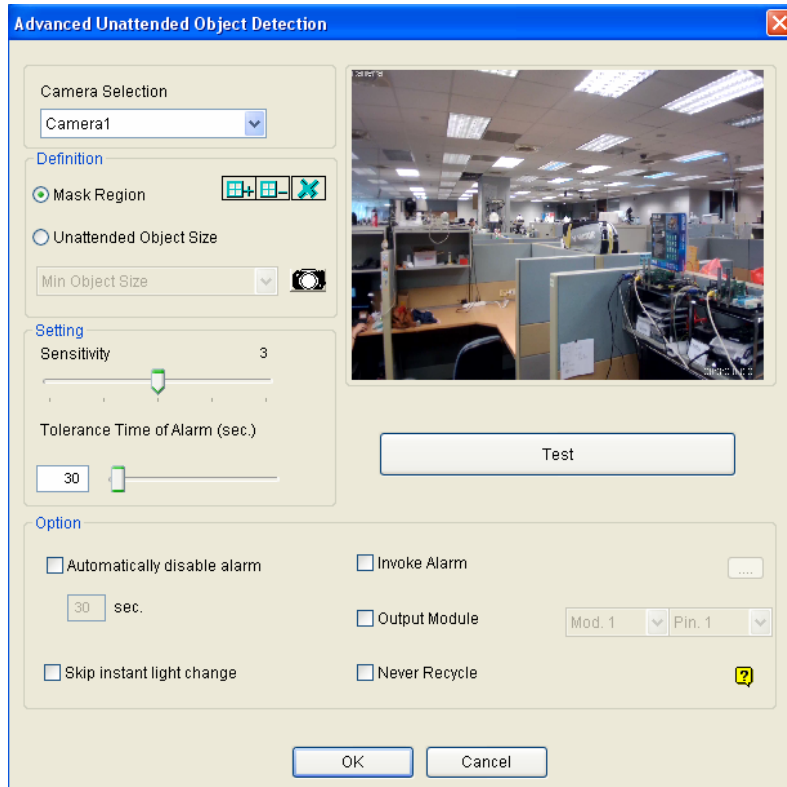 Advanced Unattended Object Detection
Camera Selection
Camera1
Camera
Definition
Mask Region
Unattended Object Size
Min Object Size
Setting
Sensitivity 3
Tolerance Time of Alarm (sec.)
30
Test
Option
Automatically disable alarm
30 sec.
Skip instant light change
Invoke Alarm
....
Output Module
Mod. 1
Pin. 1
Never Recycle
?
OK
Cancel